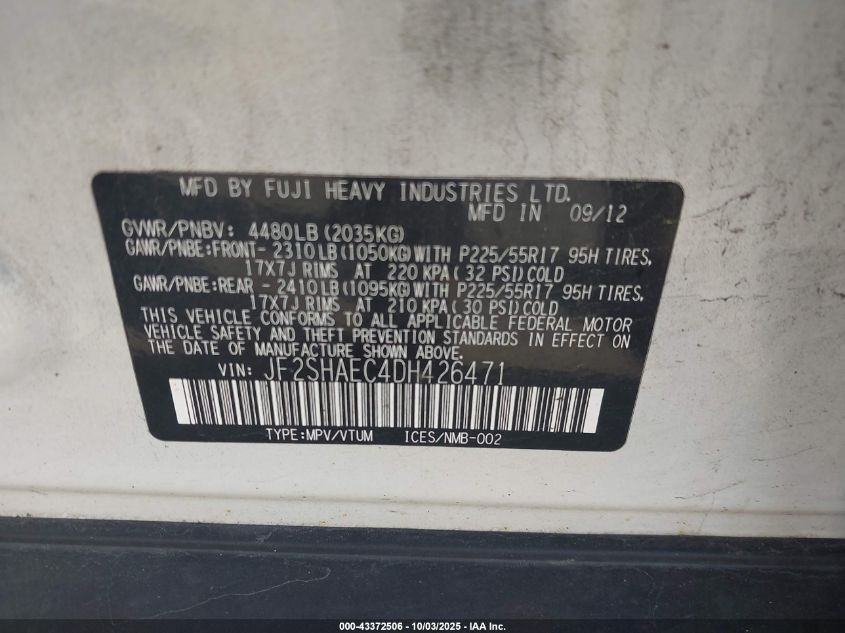 MFD BY FUJI HEAVY INDUSTRIES LTD.
MFD IN 09/12
GVWR/PNBV: 4480LB(2035KG)
GAWR/PNBE:FRONT- 2310LB(1050KG)WITH P225/55R17 95H TIRES,
17X7J RIMS AT 220 KPA( 32 PSI)COLD
GAWR/PNBE:REAR - 2410LB(1095KG)WITH P225/55R17 95H TIRES,
17X7J RIMS AT 210 KPA( 30 PSI)COLD
THIS VEHICLE CONFORMS TO ALL APPLICABLE FEDERAL MOTOR
VEHICLE SAFETY AND THEFT PREVENTION STANDARDS IN EFFECT ON
THE DATE OF MANUFACTURE SHOWN ABOVE.
VIN: JF2SHAEC4DH426471
TYPE:MPV/VTUM ICES/NMB-002
000-43372506 - 10/03/2025 - IAA Inc.